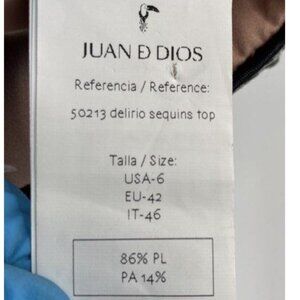 JUAN D DIOS
Referencia / Reference:
50213 delirio sequins top
Talla / Size:
USA-6
EU-42
IT-46
86% PL
PA 14%